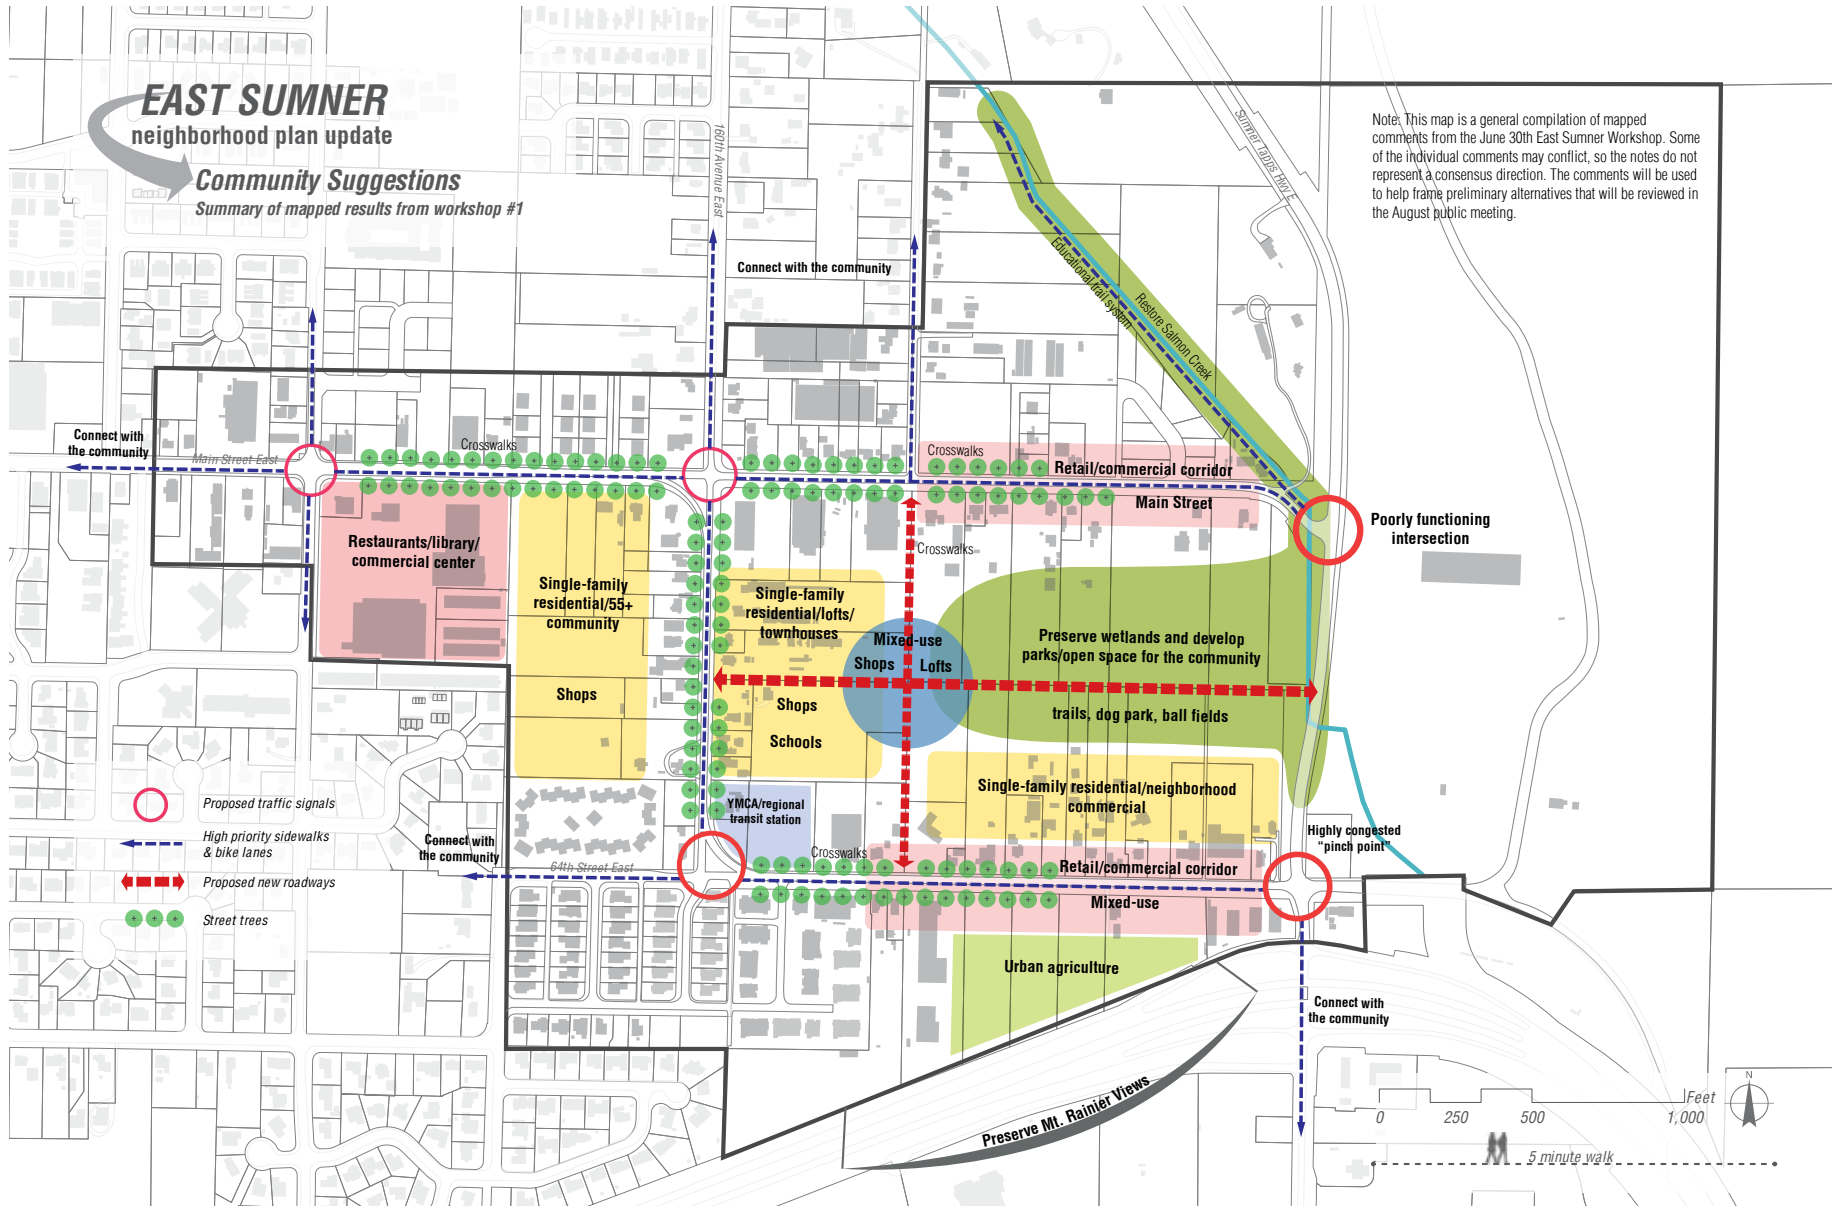 EAST SUMNER
neighborhood plan update
Community Suggestions
Summary of mapped results from workshop #1
160th Avenue East
Sumner Tapps Hwy E
Note: This map is a general compilation of mapped
comments from the June 30th East Sumner Workshop. Some
of the individual comments may conflict, so the notes do not
represent a consensus direction. The comments will be used
to help frame preliminary alternatives that will be reviewed in
the August public meeting.
Connect with the community
Educational trail system
Restore Salmon Creek
Connect with
the community
Main Street East
Crosswalks
Crosswalks
Retail/commercial corridor
Main Street
Poorly functioning
intersection
Restaurants/library/
commercial center
Crosswalks
Single-family
residential/55+
community
Single-family
residential/lofts/
townhouses
Mixed-use
Shops
Lofts
Preserve wetlands and develop
parks/open space for the community
Shops
Shops
trails, dog park, ball fields
Schools
Single-family residential/neighborhood
commercial
YMCA/regional
transit station
Proposed traffic signals
High priority sidewalks
& bike lanes
Proposed new roadways
Street trees
Connect with
the community
64th Street East
Crosswalks
Highly congested
“pinch point”
Retail/commercial corridor
Mixed-use
Urban agriculture
Connect with
the community
Preserve Mt. Rainier Views
N
Feet
0
250
500
1,000
5 minute walk